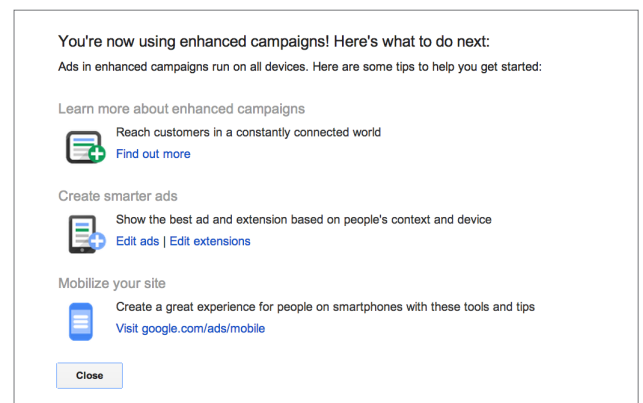 You're now using enhanced campaigns! Here's what to do next:
Ads in enhanced campaigns run on all devices. Here are some tips to help you get started:
Learn more about enhanced campaigns
Reach customers in a constantly connected world
Find out more
Create smarter ads
Show the best ad and extension based on people's context and device
Edit ads | Edit extensions
Mobilize your site
Create a great experience for people on smartphones with these tools and tips
Visit google.com/ads/mobile
Close